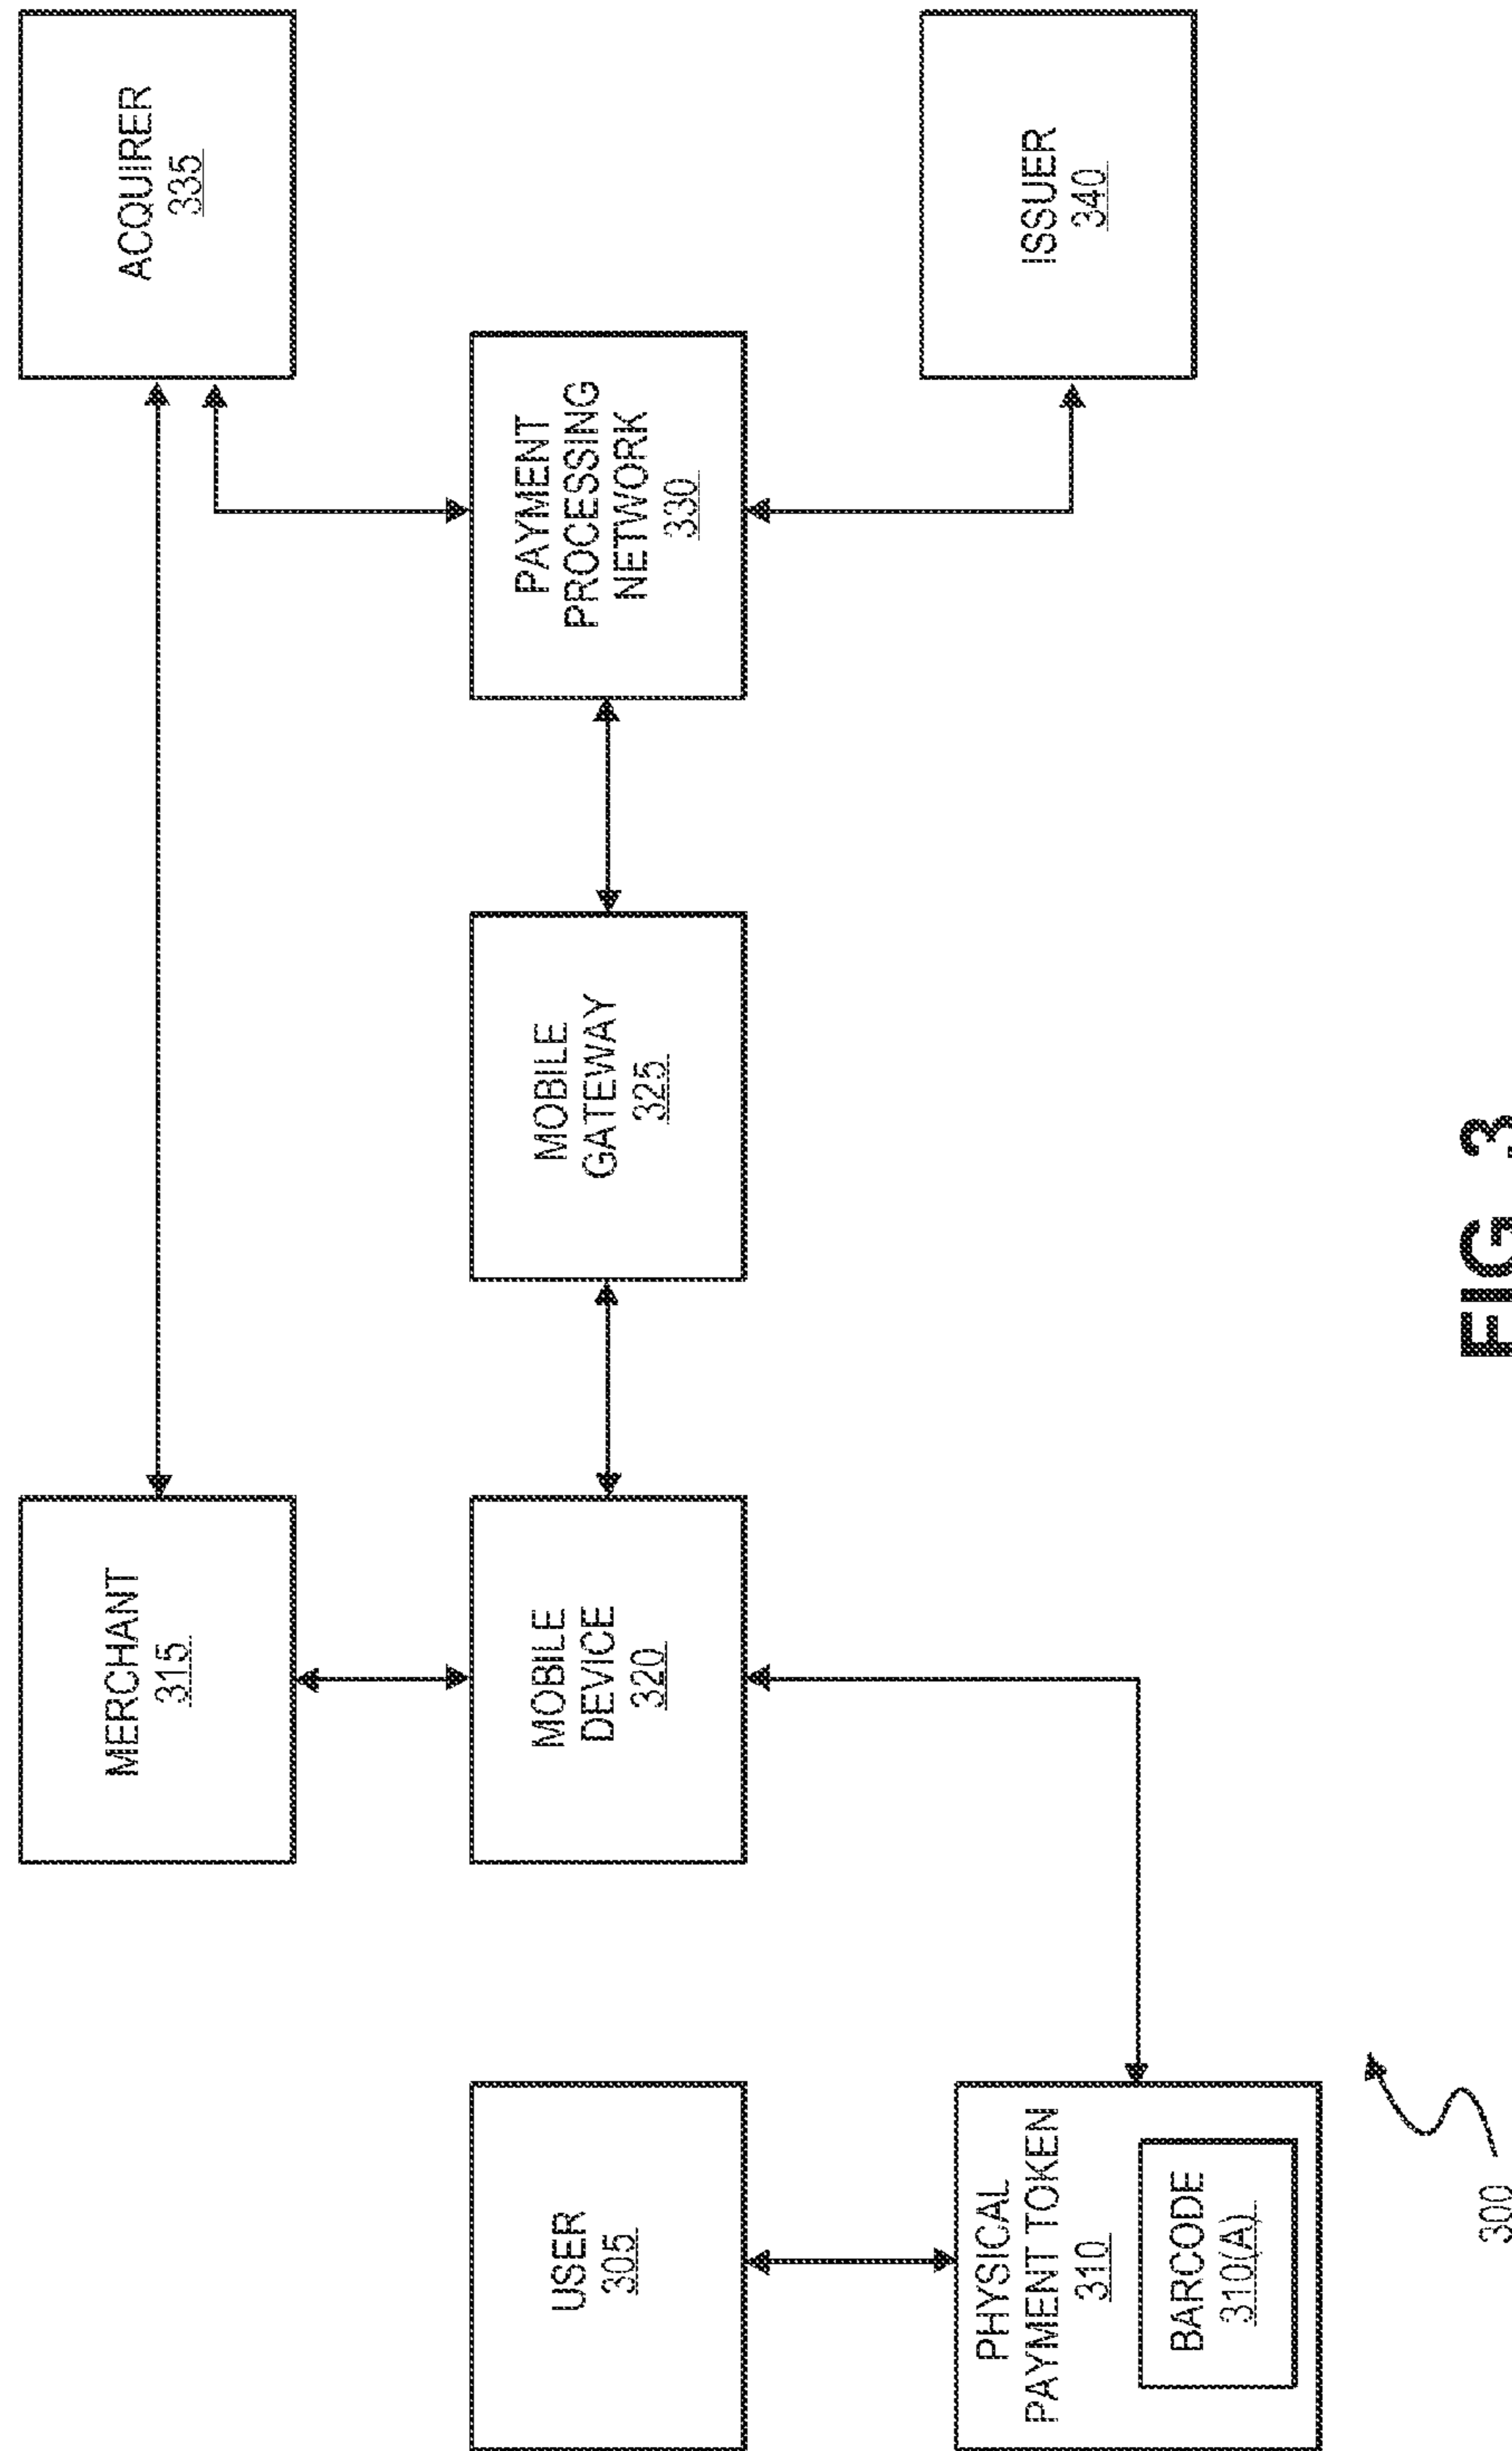 MERCHANT
315
ACQUIRER
335
USER
305
MOBILE
DEVICE
320
MOBILE
GATEWAY
325
PAYMENT
PROCESSING
NETWORK
330
PHYSICAL
PAYMENT TOKEN
310
BARCODE
310(A)
ISSUER
340
300
FIG. 3